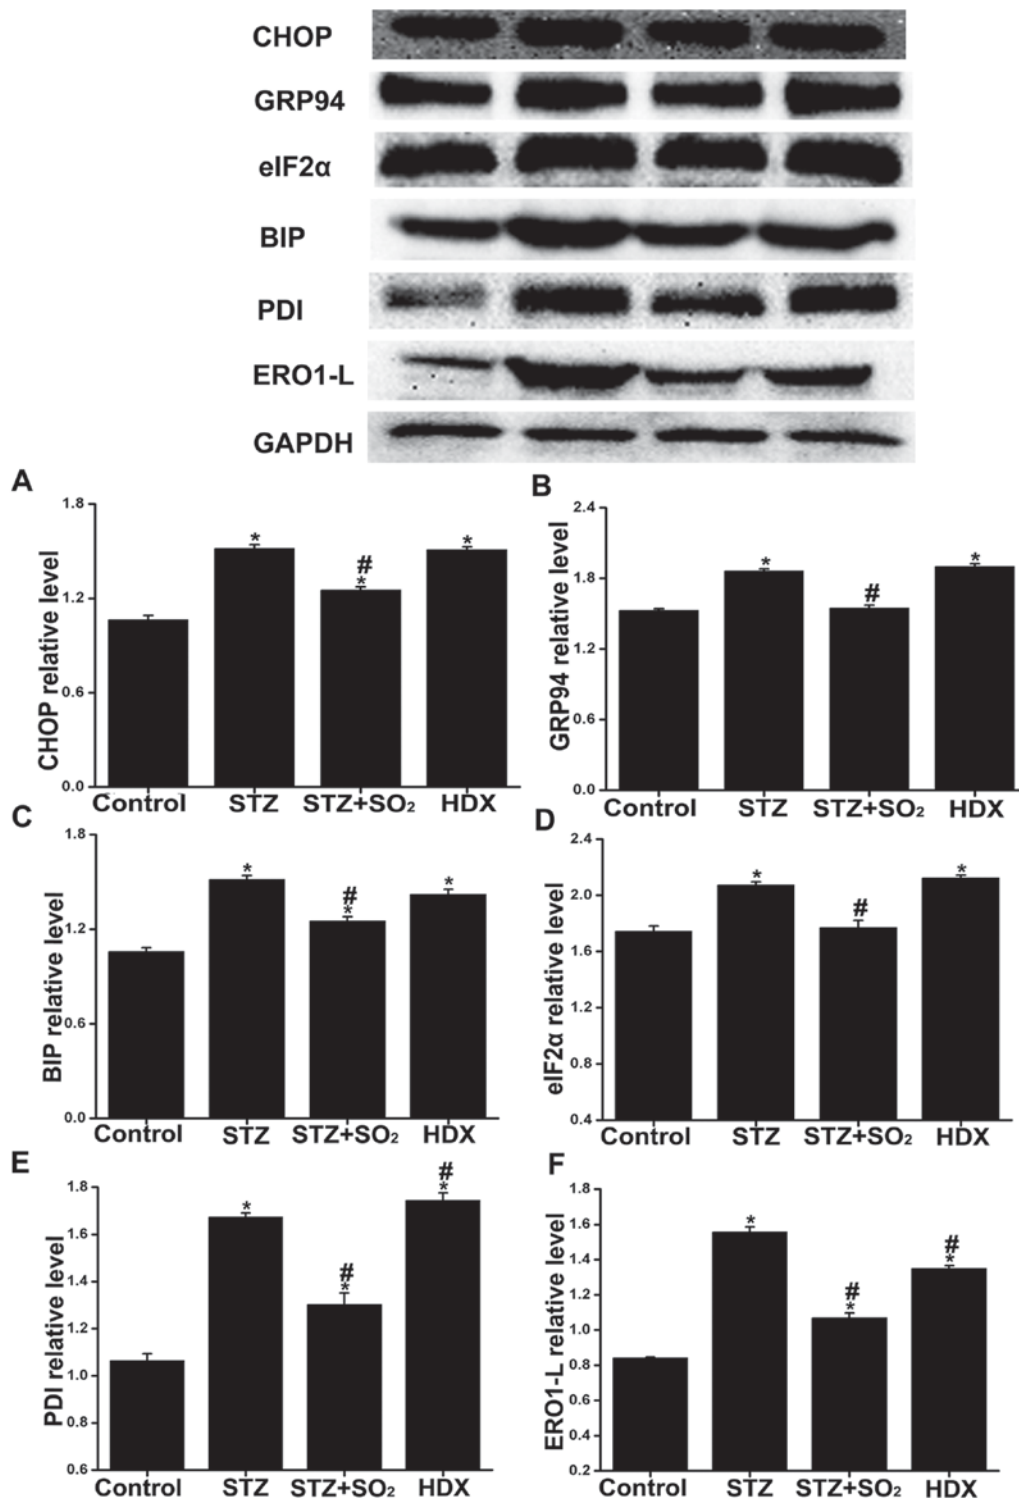 CHOP
GRP94
eIF2α
BIP
PDI
ERO1-L
GAPDH
A
CHOP relative level
1.8
1.2
0.6
0.0
*
#
*
*
Control STZ STZ+SO₂ HDX
B
GRP94 relative level
2.4
1.8
1.2
0.6
0.0
*
#
*
Control STZ STZ+SO₂ HDX
C
BIP relative level
1.8
1.2
0.6
0.0
*
#
*
*
Control STZ STZ+SO₂ HDX
D
eIF2α relative level
2.4
2.0
1.6
1.2
0.8
0.4
*
#
*
Control STZ STZ+SO₂ HDX
E
PDI relative level
1.8
1.6
1.4
1.2
1.0
0.8
0.6
*
#
*
#
*
Control STZ STZ+SO₂ HDX
F
ERO1-L relative level
1.8
1.6
1.4
1.2
1.0
0.8
0.6
0.4
0.2
*
#
*
#
*
Control STZ STZ+SO₂ HDX